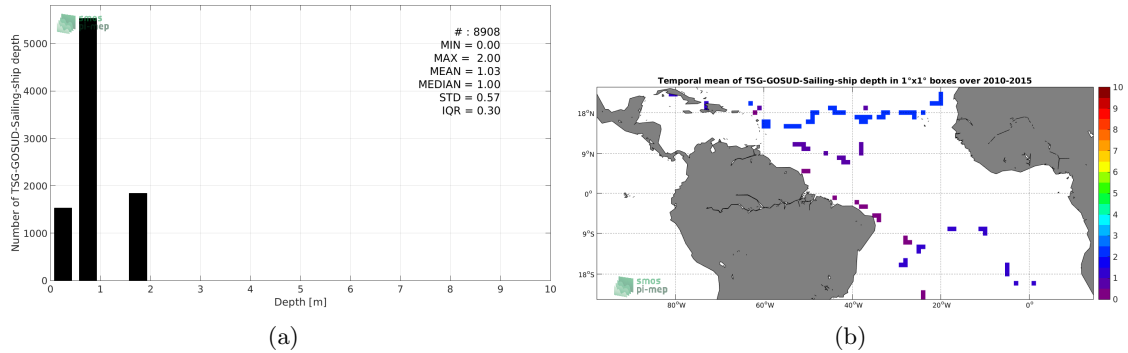 smos
pi-mep
# : 8908
MIN = 0.00
MAX = 2.00
MEAN = 1.03
MEDIAN = 1.00
STD = 0.57
IQR = 0.30
Number of TSG-GOSUD-Sailing-ship depth
5000
4000
3000
2000
1000
0
0 1 2 3 4 5 6 7 8 9 10
Depth [m]
(a)
Temporal mean of TSG-GOSUD-Sailing-ship depth in 1°x1° boxes over 2010-2015
18°N
9°N
0°
9°S
18°S
80°W 60°W 40°W 20°W 0°
10
9
8
7
6
5
4
3
2
1
0
smos
pi-mep
(b)